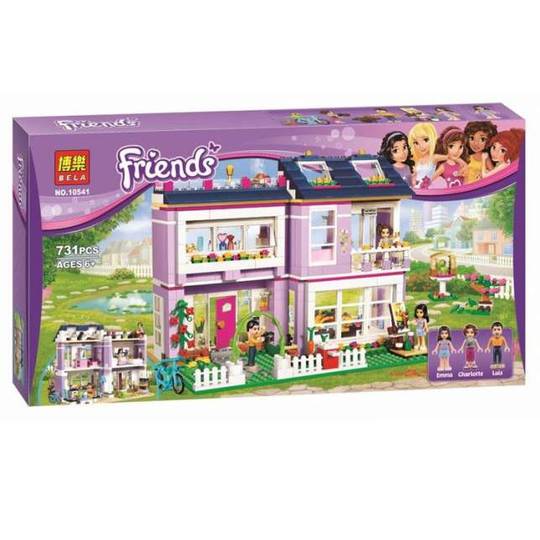 博樂
BELA
NO.10541
Friends
731PCS
AGES 6+
Emma
Charlotte
Luis
Friends